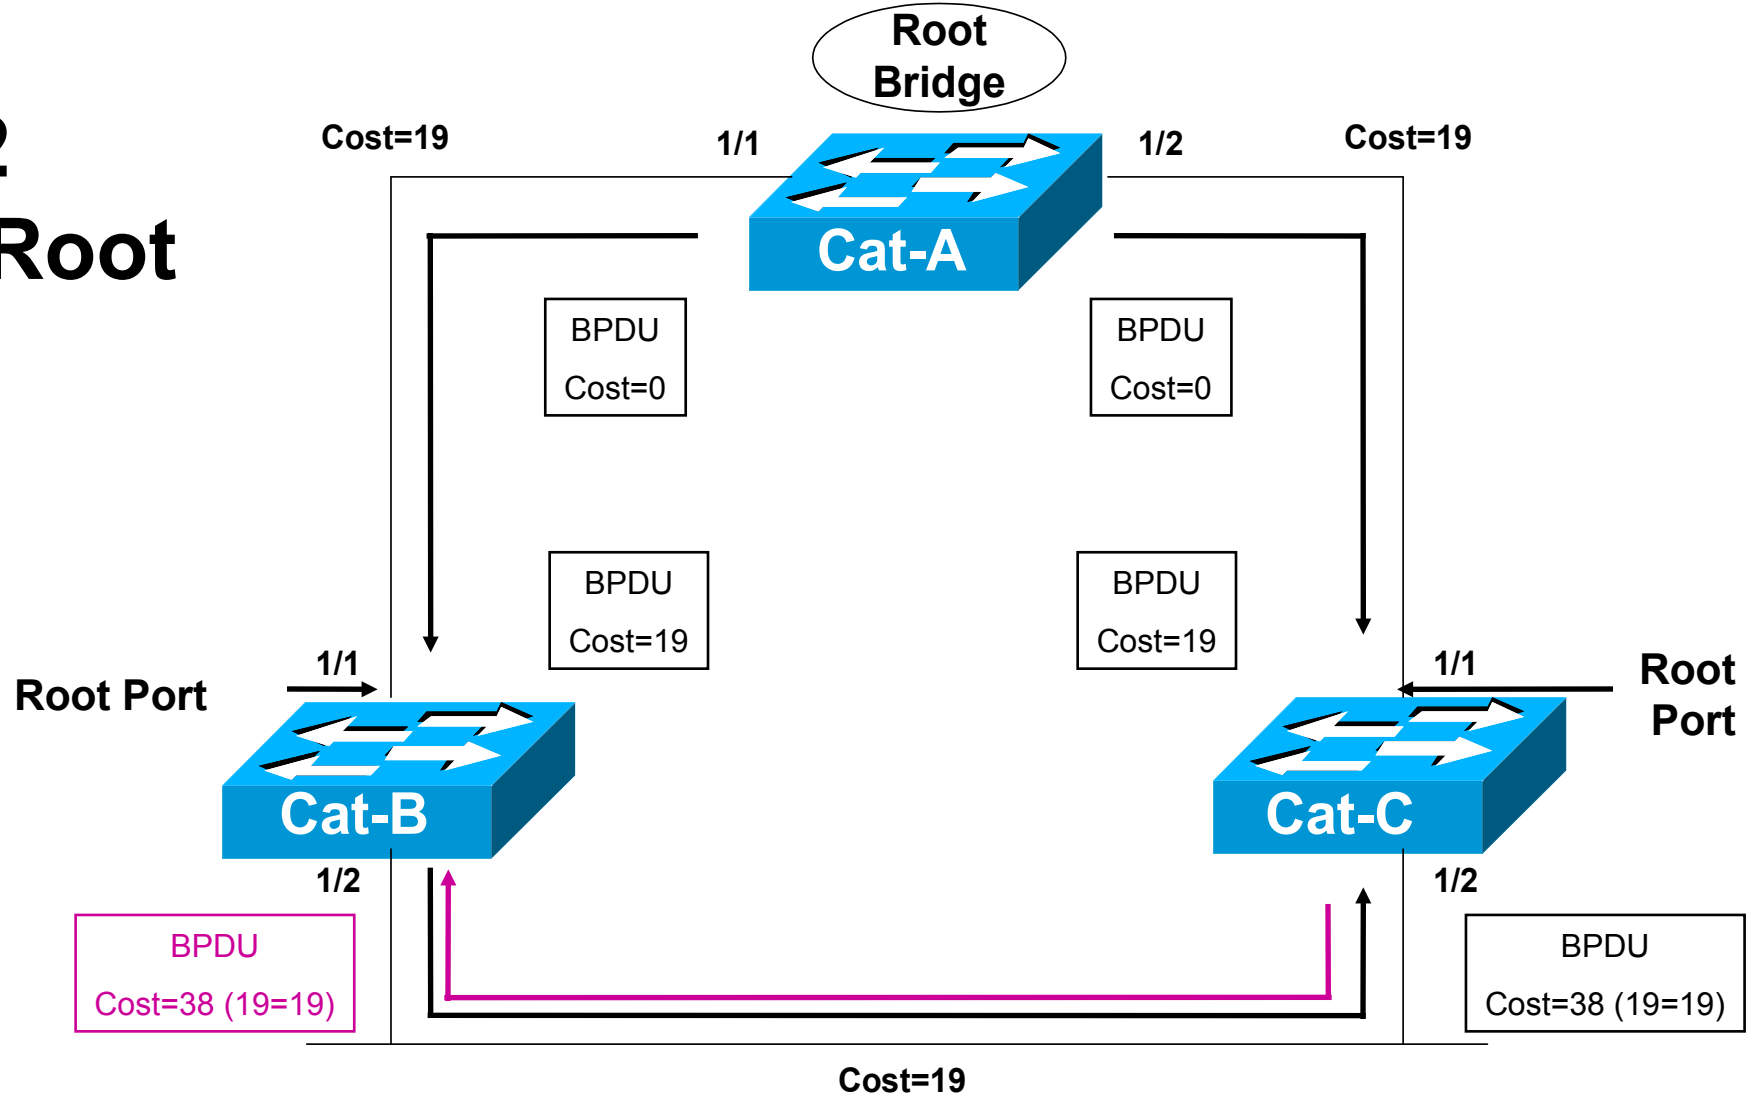 Root
Bridge
2
Root
Cost=19
1/1
1/2
Cost=19
Cat-A
BPDU
Cost=0
BPDU
Cost=0
BPDU
Cost=19
BPDU
Cost=19
Root Port
1/1
1/1
Root
Port
Cat-B
Cat-C
1/2
1/2
BPDU
Cost=38 (19=19)
BPDU
Cost=38 (19=19)
Cost=19